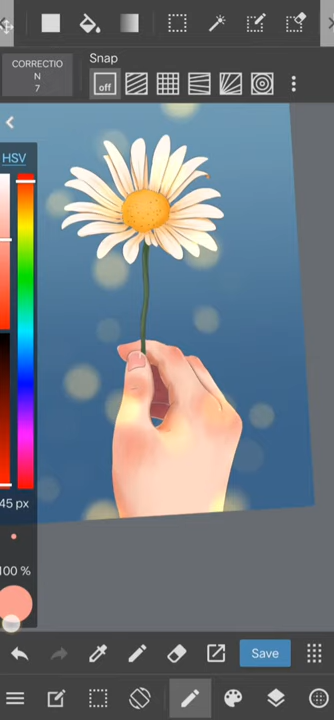 CORRECTIO
N
7
Snap
off
HSV
45 px
100 %
Save